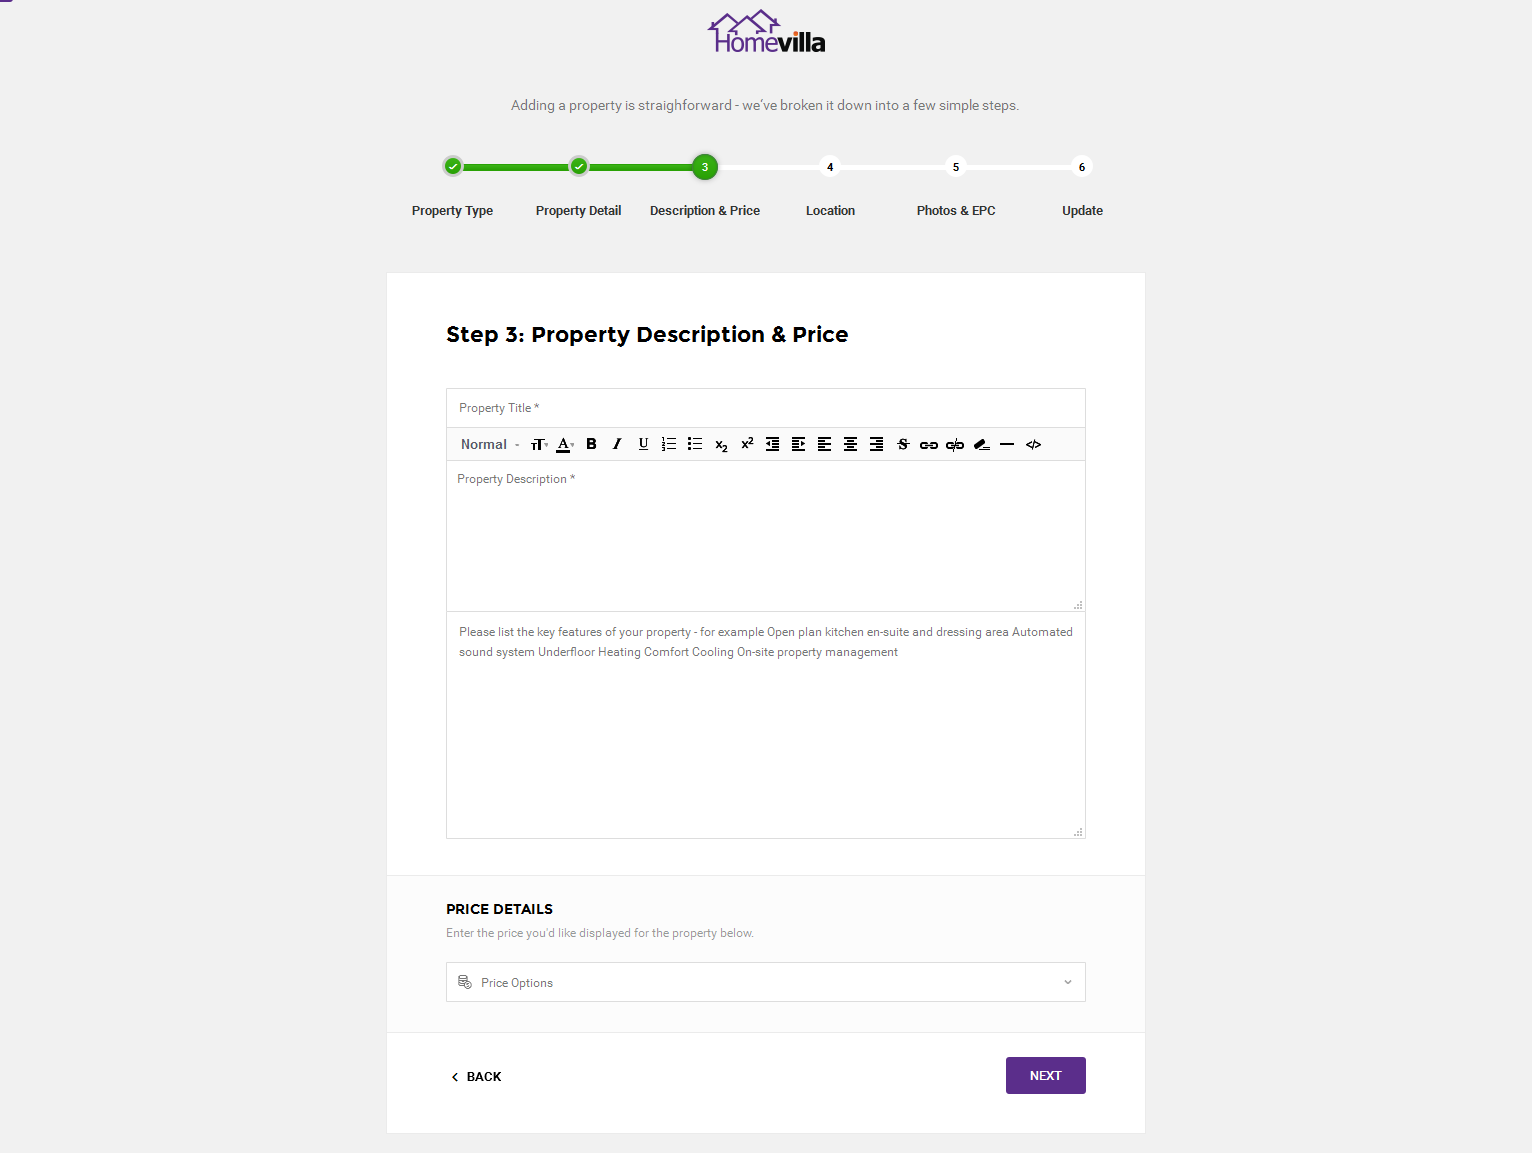 Homevilla
Adding a property is straighforward - we've broken it down into a few simple steps.
3 4 5 6
Property Type Property Detail Description & Price Location Photos & EPC Update
Step 3: Property Description & Price
Property Title *
Normal
Property Description *
Please list the key features of your property - for example Open plan kitchen en-suite and dressing area Automated
sound system Underfloor Heating Comfort Cooling On-site property management
PRICE DETAILS
Enter the price you'd like displayed for the property below.
Price Options
BACK NEXT